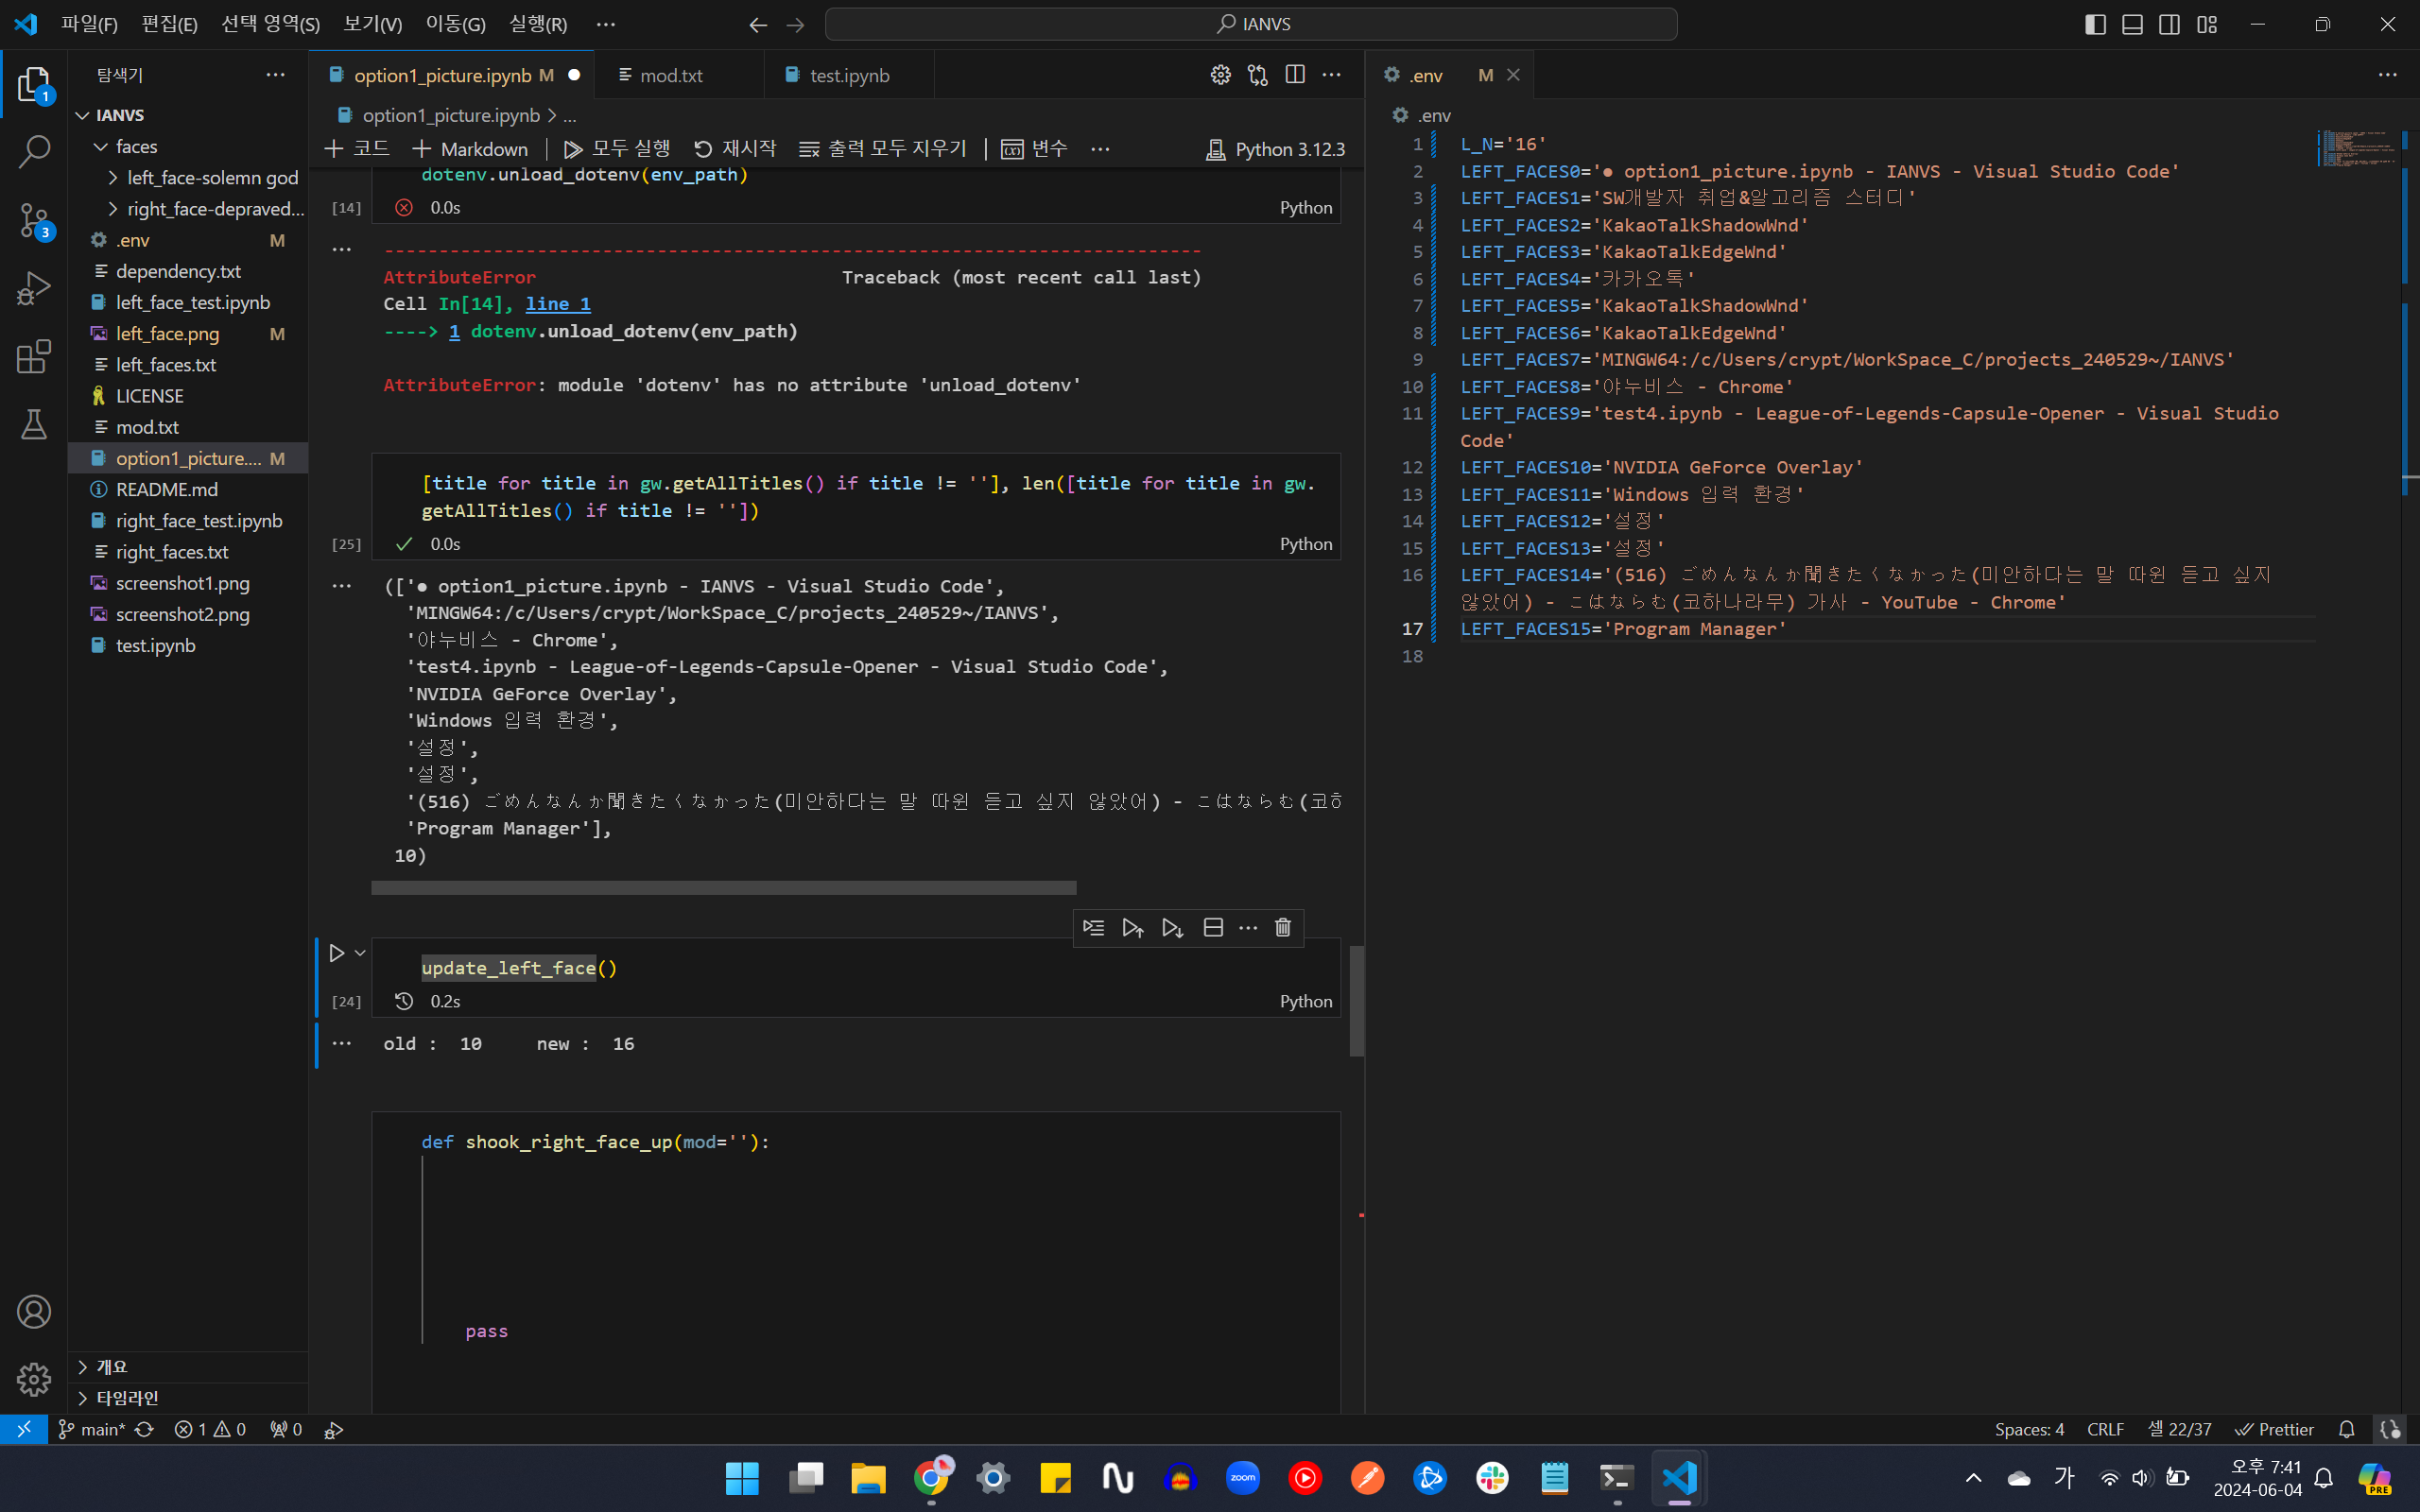 파일(F) 편집(E) 선택 영역(S) 보기(V) 이동(G) 실행(R) ···
IANVS
탐색기
IANVS
faces
left_face-solemn god
right_face-depraved...
.env M
dependency.txt
left_face_test.ipynb
left_face.png M
left_faces.txt
LICENSE
mod.txt
option1_picture.... M
README.md
right_face_test.ipynb
right_faces.txt
screenshot1.png
screenshot2.png
test.ipynb
개요
타임라인
1
3
option1_picture.ipynb M
mod.txt
test.ipynb
option1_picture.ipynb > ...
코드 Markdown 모두 실행 재시작 출력 모두 지우기 변수 ··· Python 3.12.3
dotenv.unload_dotenv(env_path)
[14] 0.0s Python
---------------------------------------------------------------------------
AttributeError Traceback (most recent call last)
Cell In[14], line 1
----> 1 dotenv.unload_dotenv(env_path)
AttributeError: module 'dotenv' has no attribute 'unload_dotenv'
[title for title in gw.getAllTitles() if title != ''], len([title for title in gw.
getAllTitles() if title != ''])
[25] 0.0s Python
(['● option1_picture.ipynb - IANVS - Visual Studio Code',
'MINGW64:/c/Users/crypt/WorkSpace_C/projects_240529~/IANVS',
'야누비스 - Chrome',
'test4.ipynb - League-of-Legends-Capsule-Opener - Visual Studio Code',
'NVIDIA GeForce Overlay',
'Windows 입력 환경',
'설정',
'설정',
'(516) ごめんなんか聞きたくなかった(미안하다는 말 따윈 듣고 싶지 않았어) - こはならむ(코하
'Program Manager'],
10)
update_left_face()
[24] 0.2s Python
old : 10 new : 16
def shook_right_face_up(mod=''):
pass
.env M
.env
1 L_N='16'
2 LEFT_FACES0='● option1_picture.ipynb - IANVS - Visual Studio Code'
3 LEFT_FACES1='SW개발자 취업&알고리즘 스터디'
4 LEFT_FACES2='KakaoTalkShadowWnd'
5 LEFT_FACES3='KakaoTalkEdgeWnd'
6 LEFT_FACES4='카카오톡'
7 LEFT_FACES5='KakaoTalkShadowWnd'
8 LEFT_FACES6='KakaoTalkEdgeWnd'
9 LEFT_FACES7='MINGW64:/c/Users/crypt/WorkSpace_C/projects_240529~/IANVS'
10 LEFT_FACES8='야누비스 - Chrome'
11 LEFT_FACES9='test4.ipynb - League-of-Legends-Capsule-Opener - Visual Studio
Code'
12 LEFT_FACES10='NVIDIA GeForce Overlay'
13 LEFT_FACES11='Windows 입력 환경'
14 LEFT_FACES12='설정'
15 LEFT_FACES13='설정'
16 LEFT_FACES14='(516) ごめんなんか聞きたくなかった(미안하다는 말 따윈 듣고 싶지
않았어) - こはならむ(코하나라무) 가사 - YouTube - Chrome'
17 LEFT_FACES15='Program Manager'
18
main* 1 0 0
Spaces: 4 CRLF 셀 22/37 Prettier
zoom
가
오후 7:41
2024-06-04
PRE